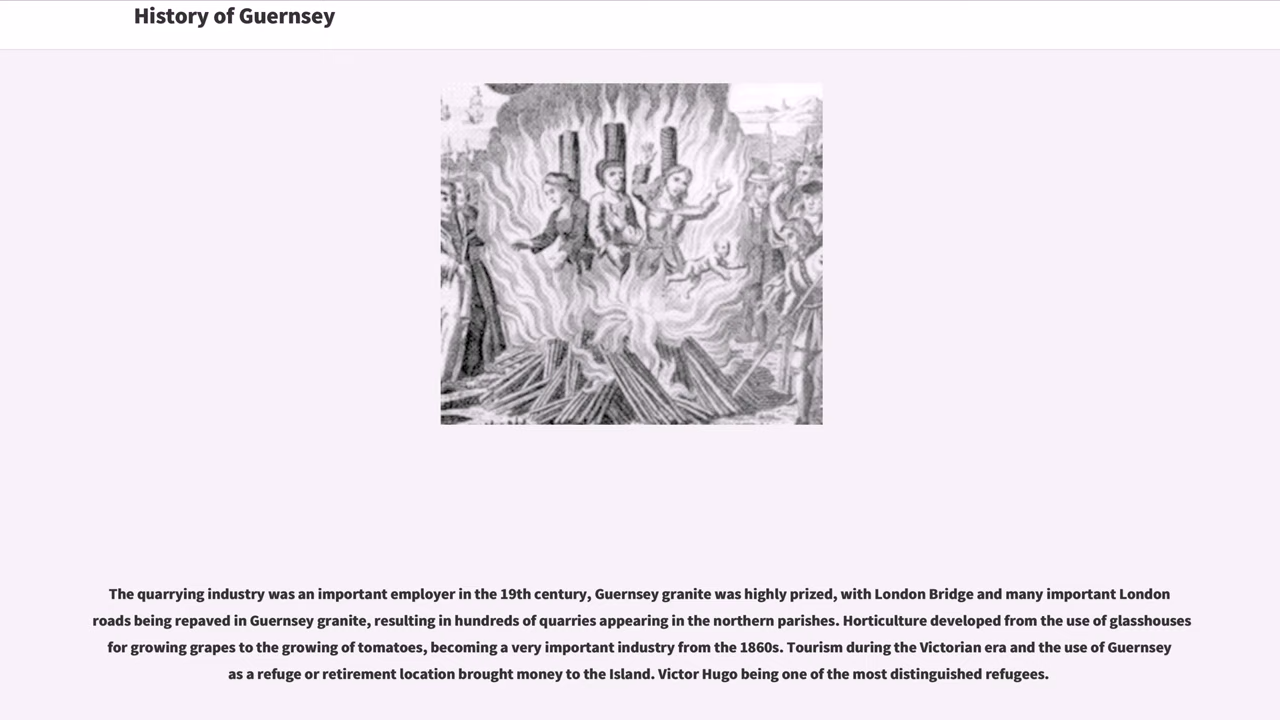 History of Guernsey
The quarrying industry was an important employer in the 19th century, Guernsey granite was highly prized, with London Bridge and many important London
roads being repaved in Guernsey granite, resulting in hundreds of quarries appearing in the northern parishes. Horticulture developed from the use of glasshouses
for growing grapes to the growing of tomatoes, becoming a very important industry from the 1860s. Tourism during the Victorian era and the use of Guernsey
as a refuge or retirement location brought money to the Island. Victor Hugo being one of the most distinguished refugees.